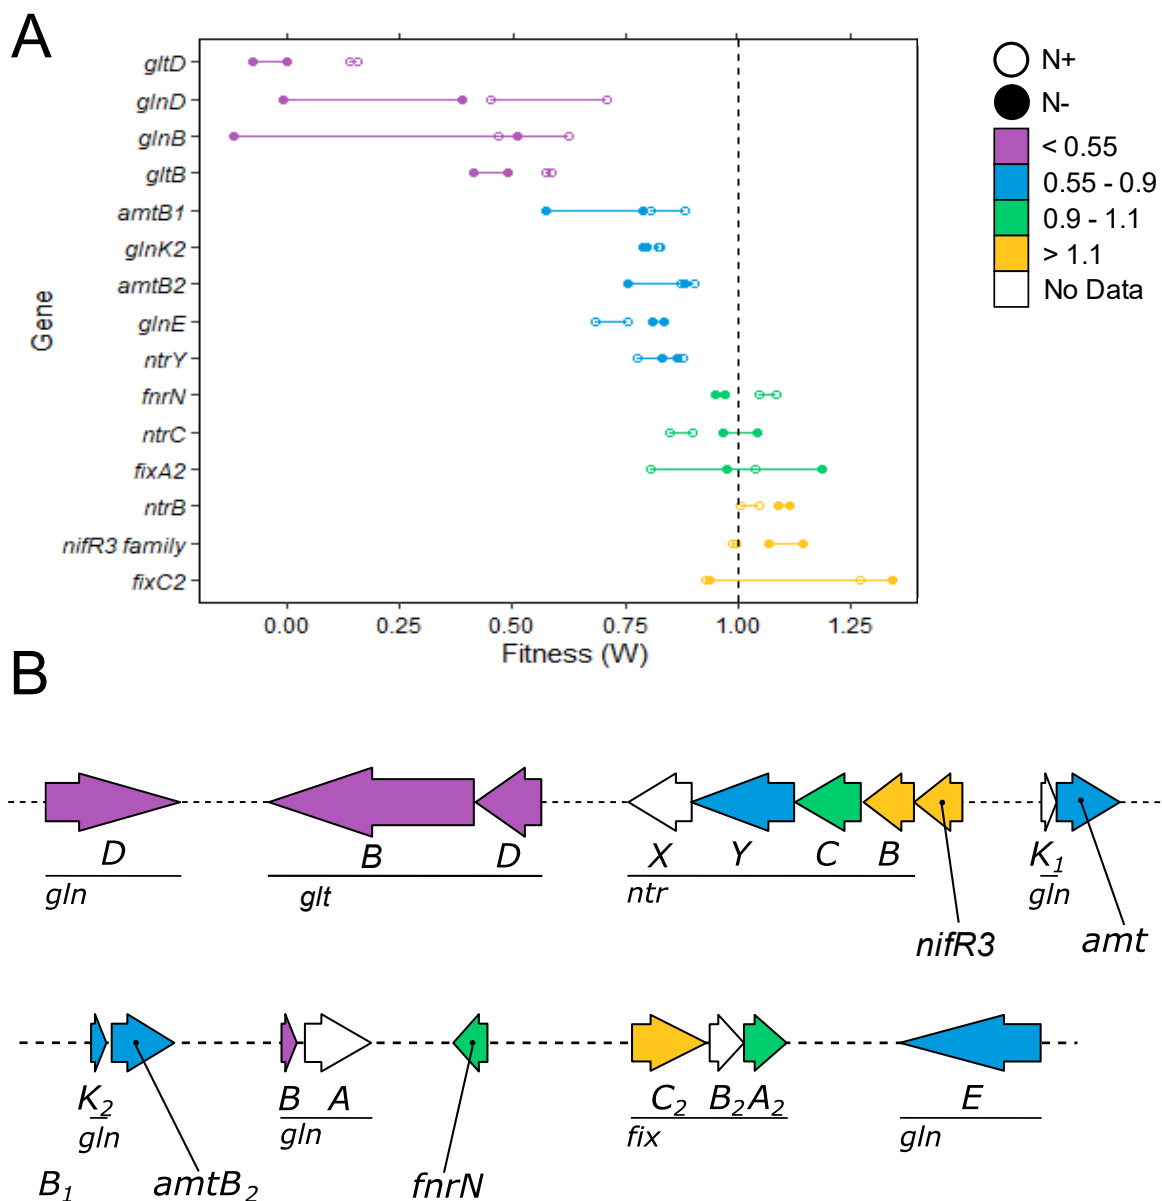 A
N+
N-
< 0.55
0.55 - 0.9
0.9 - 1.1
> 1.1
No Data
Gene
gltD
glnD
glnB
gltB
amtB1
glnK2
amtB2
glnE
ntrY
fnrN
ntrC
fixA2
ntrB
nifR3 family
fixC2
0.00 0.25 0.50 0.75 1.00 1.25
Fitness (W)
B
D B D X Y C B K1
gln glt ntr gln
nifR3 amt
K2 B A C2 B2 A2 E
gln gln fix gln
B1 amtB2 fnrN